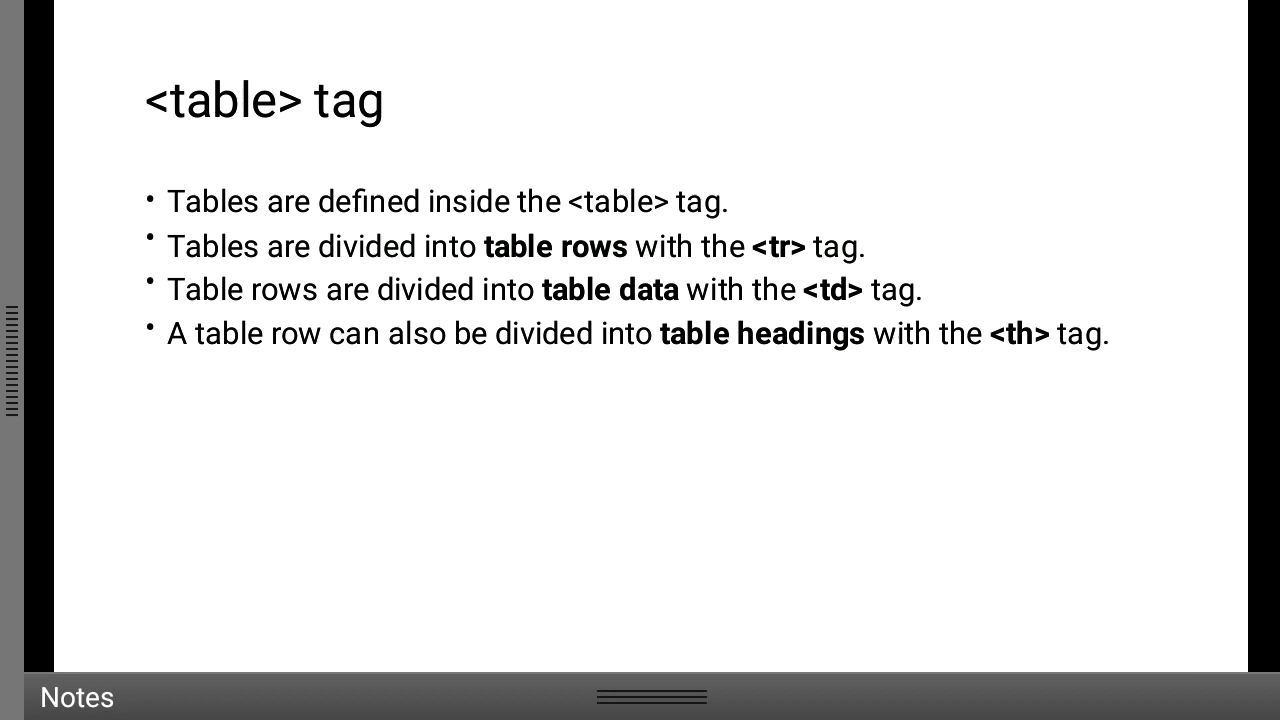 <table> tag
• Tables are defined inside the <table> tag.
• Tables are divided into table rows with the <tr> tag.
• Table rows are divided into table data with the <td> tag.
• A table row can also be divided into table headings with the <th> tag.
Notes